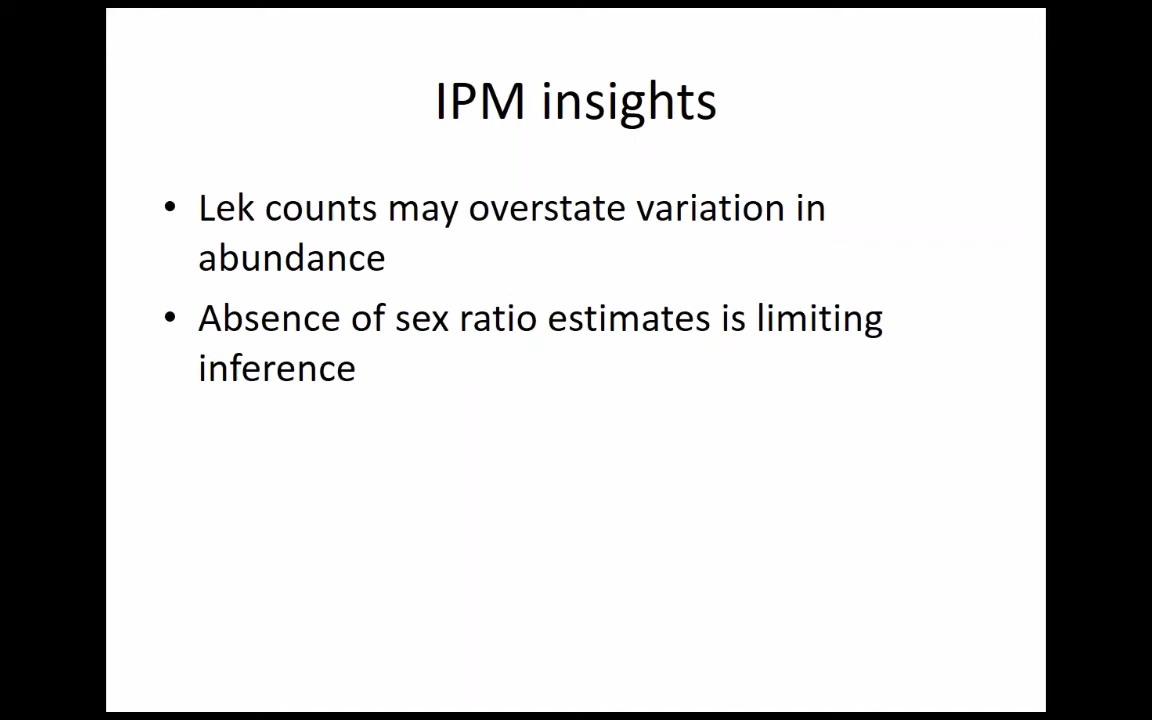 IPM insights
• Lek counts may overstate variation in
abundance
• Absence of sex ratio estimates is limiting
inference